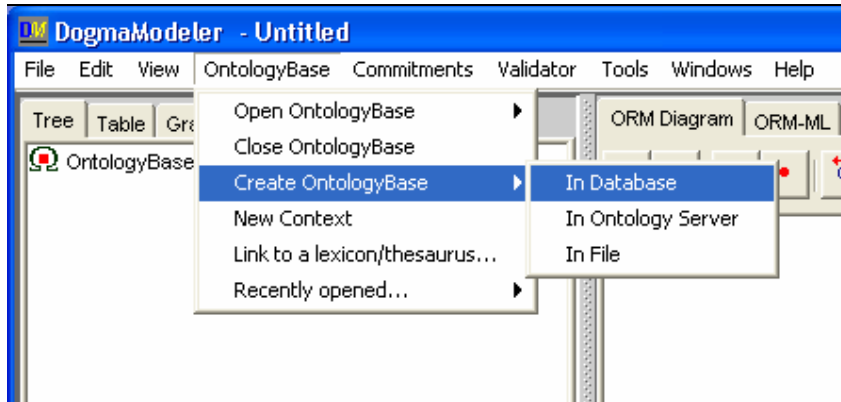 DM DogmaModeler - Untitled
File Edit View OntologyBase Commitments Validator Tools Windows Help
Tree Table Gra
Open OntologyBase
ORM Diagram ORM-ML
OntologyBase
Close OntologyBase
Create OntologyBase
In Database
New Context
In Ontology Server
Link to a lexicon/thesaurus...
In File
Recently opened...